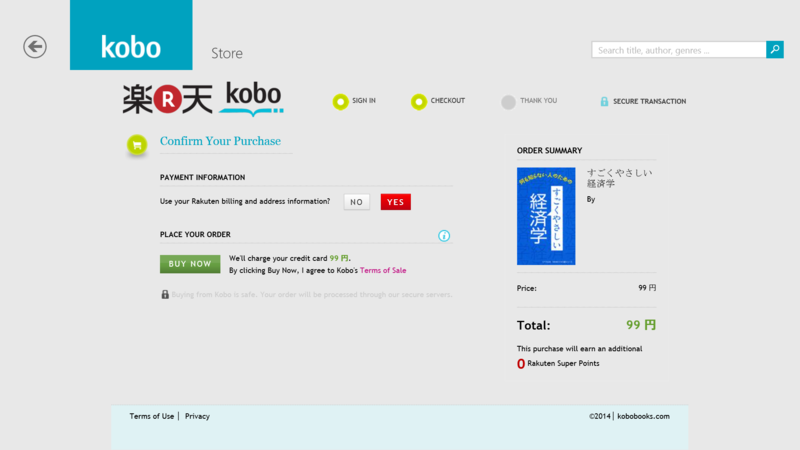 kobo
Store
Search title, author, genres ...
楽R天 kobo
SIGN IN
CHECKOUT
THANK YOU
SECURE TRANSACTION
Confirm Your Purchase
PAYMENT INFORMATION
Use your Rakuten billing and address information?
NO
YES
PLACE YOUR ORDER
BUY NOW
We'll charge your credit card 99 円.
By clicking Buy Now, I agree to Kobo's Terms of Sale
Buying from Kobo is safe. Your order will be processed through our secure servers.
ORDER SUMMARY
何も知らない人のための
すごくやさしい
経済学
すごくやさしい
経済学
By
Price: 99 円
Total: 99 円
This purchase will earn an additional
0 Rakuten Super Points
Terms of Use | Privacy
©2014 | kobobooks.com